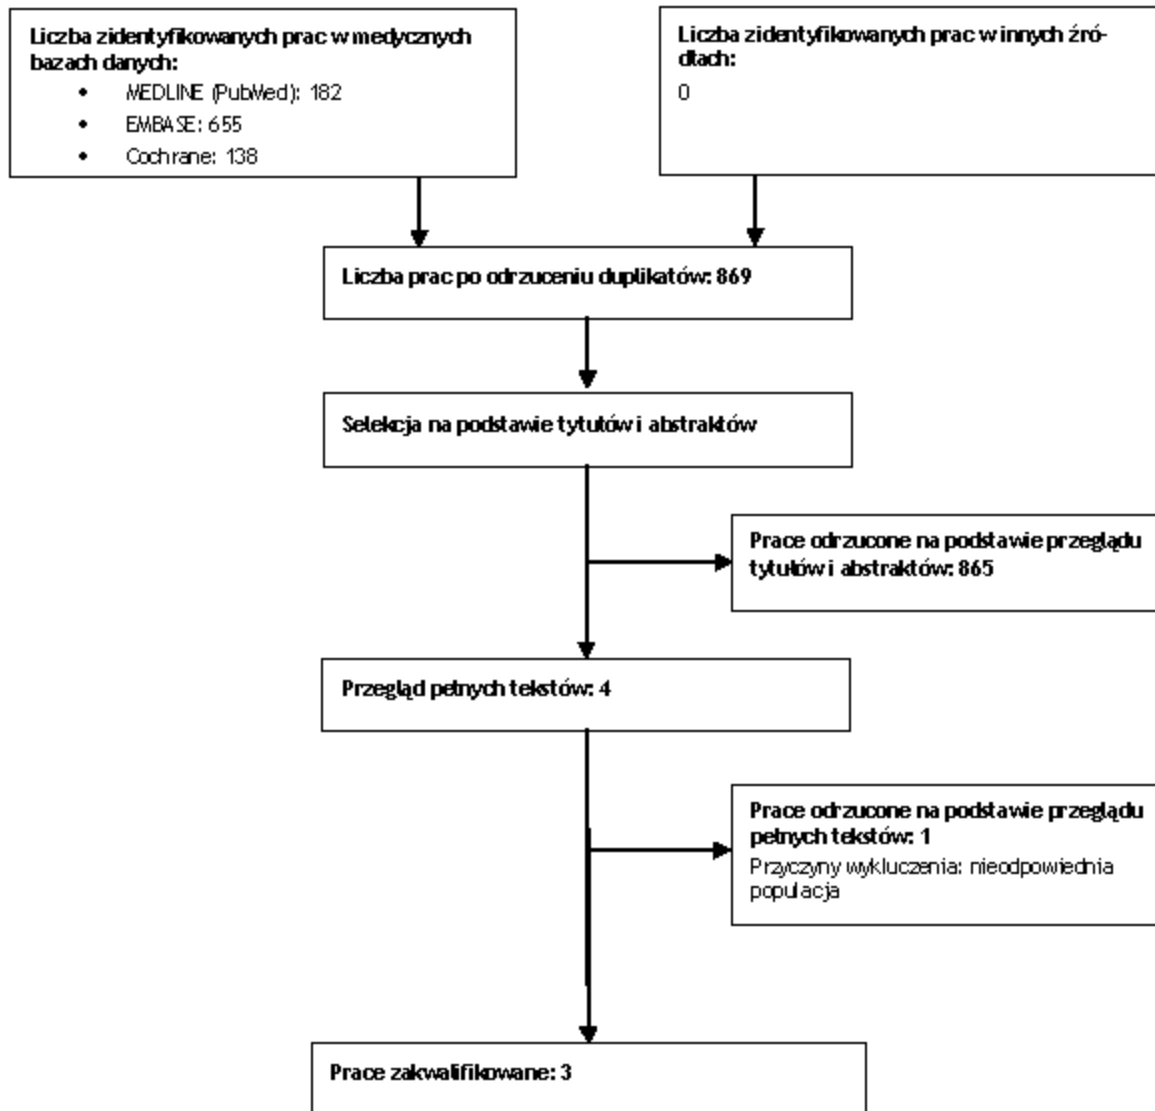 Liczba zidentyfikowanych prac w medycznych
bazach danych:
• MEDLINE (PubMed): 182
• EMBASE: 655
• Cochrane: 138
Liczba zidentyfikowanych prac w innych źró-
dłach:
0
Liczba prac po odrzuceniu duplikatów: 869
Selekcja na podstawie tytułów i abstraktów
Prace odrzucone na podstawie przeglądu
tytułów i abstraktów: 865
Przegląd pełnych tekstów: 4
Prace odrzucone na podstawie przeglądu
pełnych tekstów: 1
Przyczyny wykluczenia: nieodpowiednia
populacja
Prace zakwalifikowane: 3